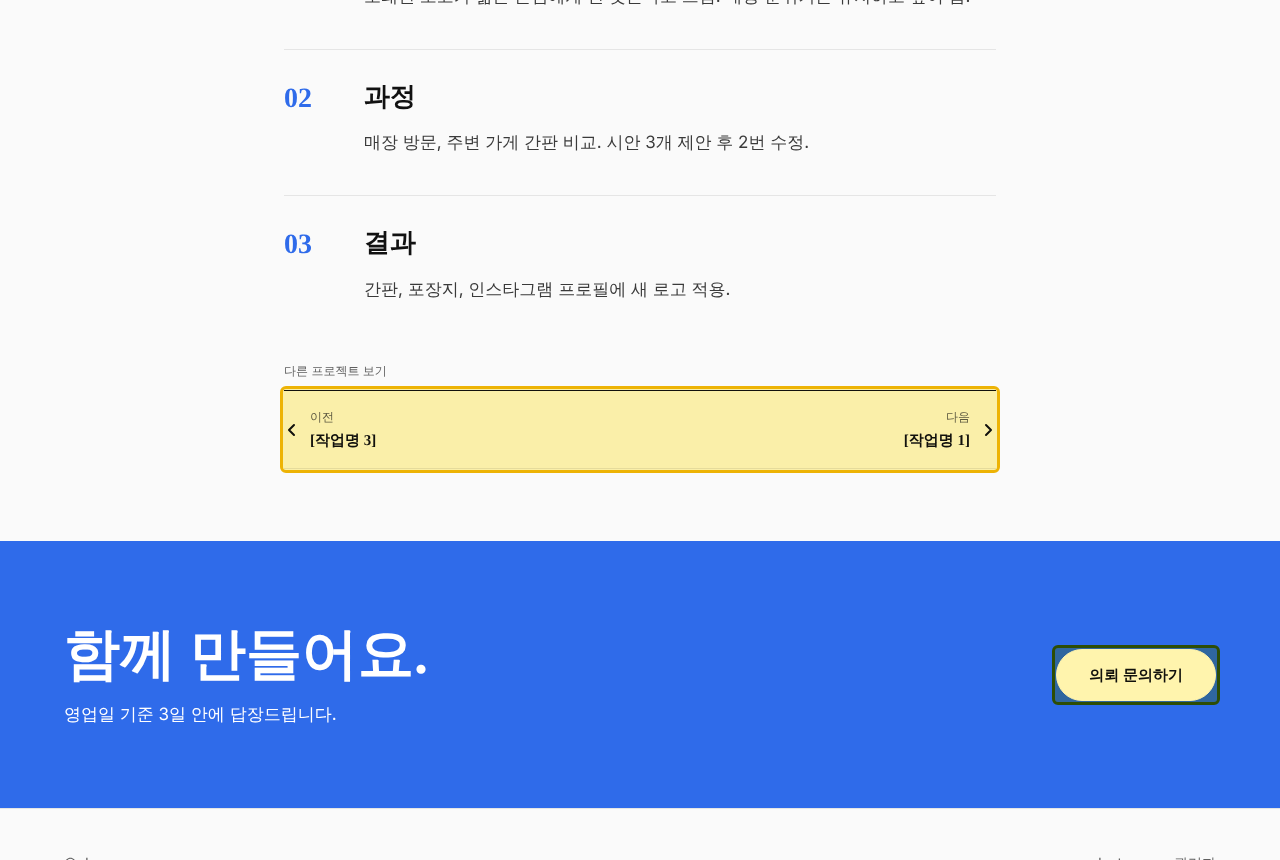 02
과정
매장 방문, 주변 가게 간판 비교. 시안 3개 제안 후 2번 수정.
03
결과
간판, 포장지, 인스타그램 프로필에 새 로고 적용.
다른 프로젝트 보기
이전
다음
[작업명 3]
[작업명 1]
함께 만들어요.
영업일 기준 3일 안에 답장드립니다.
의뢰 문의하기